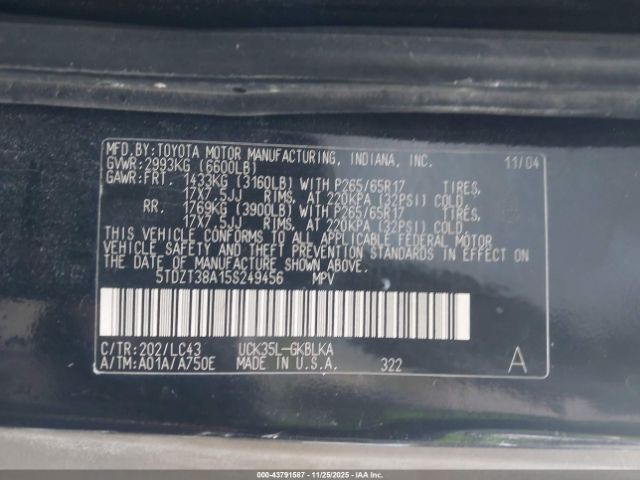 MFD.BY:TOYOTA MOTOR MANUFACTURING, INDIANA, INC. 11/04
GVWR:2993KG (6600LB)
GAWR:FRT. 1433KG (3160LB) WITH P265/65R17 TIRES,
17X7.5JJ RIMS, AT 220KPA (32PSI) COLD.
RR. 1769KG (3900LB) WITH P265/65R17 TIRES,
17X7.5JJ RIMS, AT 220KPA (32PSI) COLD.
THIS VEHICLE CONFORMS TO ALL APPLICABLE FEDERAL MOTOR
VEHICLE SAFETY AND THEFT PREVENTION STANDARDS IN EFFECT ON
THE DATE OF MANUFACTURE SHOWN ABOVE.
5TDZT38A15S249456 MPV
C/TR:202/LC43 UCK35L-GKBLKA
A/TM:A01A/A750E MADE IN U.S.A. 322 A
000-43791587 - 11/25/2025 - IAAI.COM